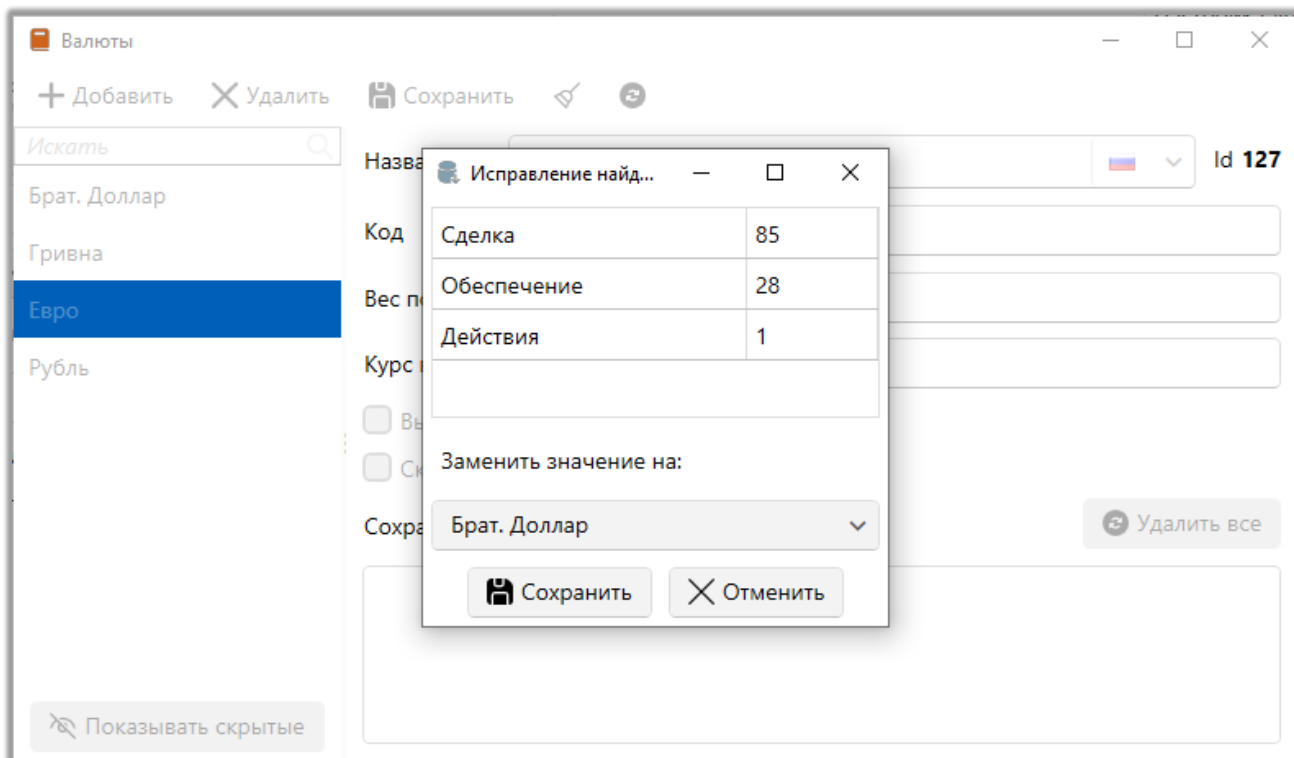 Валюты
Добавить Удалить Сохранить
Искать
Брат. Доллар
Гривна
Евро
Рубль
Показывать скрытые
Id 127
Код
Удалить все
Исправление найд...
Сделка 85
Обеспечение 28
Действия 1
Заменить значение на:
Брат. Доллар
Сохранить Отменить